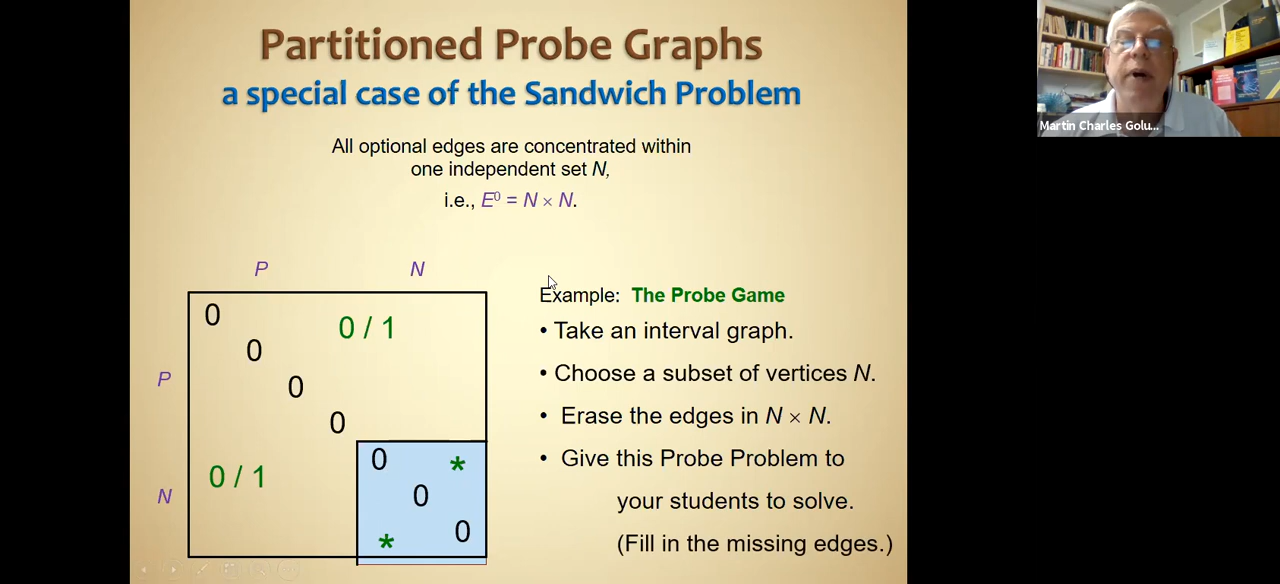 Partitioned Probe Graphs
a special case of the Sandwich Problem
All optional edges are concentrated within
one independent set N,
i.e., E⁰ = N × N.
P N
0 0 / 1
0
P 0
0
0 *
N 0 / 1 0
* 0
Example: The Probe Game
• Take an interval graph.
• Choose a subset of vertices N.
• Erase the edges in N × N.
• Give this Probe Problem to
your students to solve.
(Fill in the missing edges.)
Martin Charles Golu...